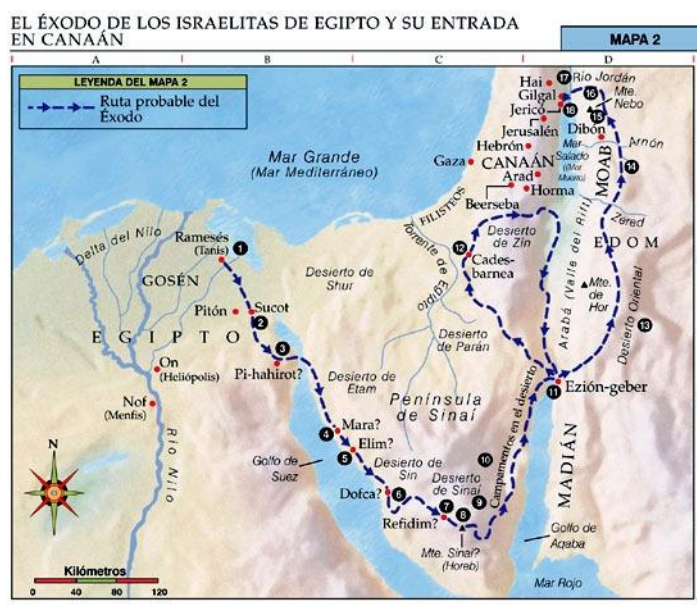 EL ÉXODO DE LOS ISRAELITAS DE EGIPTO Y SU ENTRADA
EN CANAÁN
MAPA 2
A
B
C
D
LEYENDA DEL MAPA 2
Ruta probable del
Éxodo
Hai
17
Río Jordán
Gilgal
16
Mte.
Nebo
Jericó
18
15
Jerusalén
Dibón
Mar Grande
(Mar Mediterráneo)
Hebrón
Mar
Salado
(Mar
Muerto)
Arnón
Gaza
CANAÁN
MOAB
14
Arad
Horma
Beerseba
FILISTEOS
Zered
Delta del Nilo
Ramesés
(Tanis)
1
Torrente de
Egipto
12
Desierto
de Zin
EDOM
Cades-
barnea
GOSÉN
Desierto
de Shur
Arabá (Valle del Rift)
Mte.
de
Hor
Pitón
Sucot
2
Desierto Oriental
13
EGIPTO
3
Desierto
de Parán
On
(Heliópolis)
Pi-hahirot?
Desierto de
Etam
Ezión-geber
11
Nof
(Menfis)
Península
de Sinaí
Campamentos en el desierto
Mara?
4
Elim?
5
MADIÁN
N
Río Nilo
Golfo de
Suez
Desierto de
Sin
10
Desierto
de Sinaí
9
Dofca?
6
7
8
Refidim?
Golfo de
Aqaba
Mte. Sinaí?
(Horeb)
Kilómetros
0
40
80
120
Mar Rojo